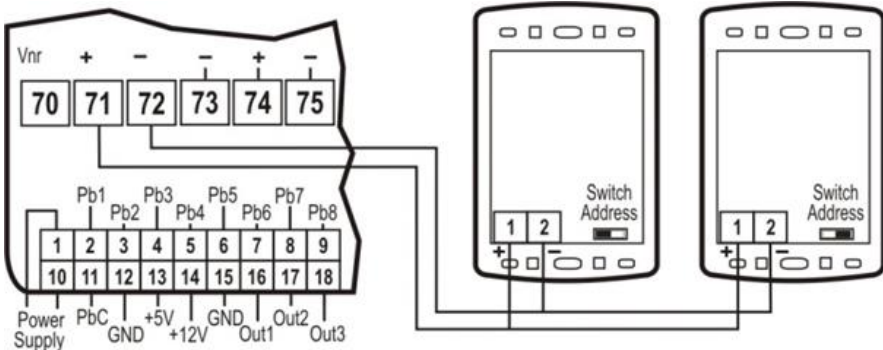 Vnr + − − + −
70 71 72 73 74 75
Pb1 Pb3 Pb5 Pb7
Pb2 Pb4 Pb6 Pb8
1 2 3 4 5 6 7 8 9
10 11 12 13 14 15 16 17 18
Power PbC +5V GND Out2
Supply GND +12V Out1 Out3
Switch
Address
1 2
+ −
Switch
Address
1 2
+ −